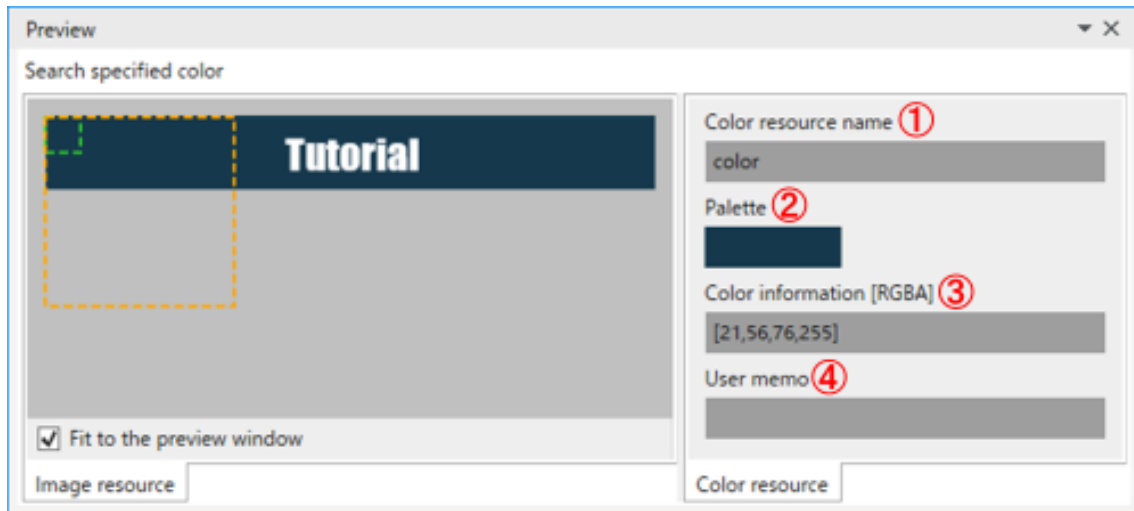 Preview
Search specified color
Tutorial
Fit to the preview window
Image resource
Color resource name ①
color
Palette ②
Color information [RGBA] ③
[21,56,76,255]
User memo ④
Color resource